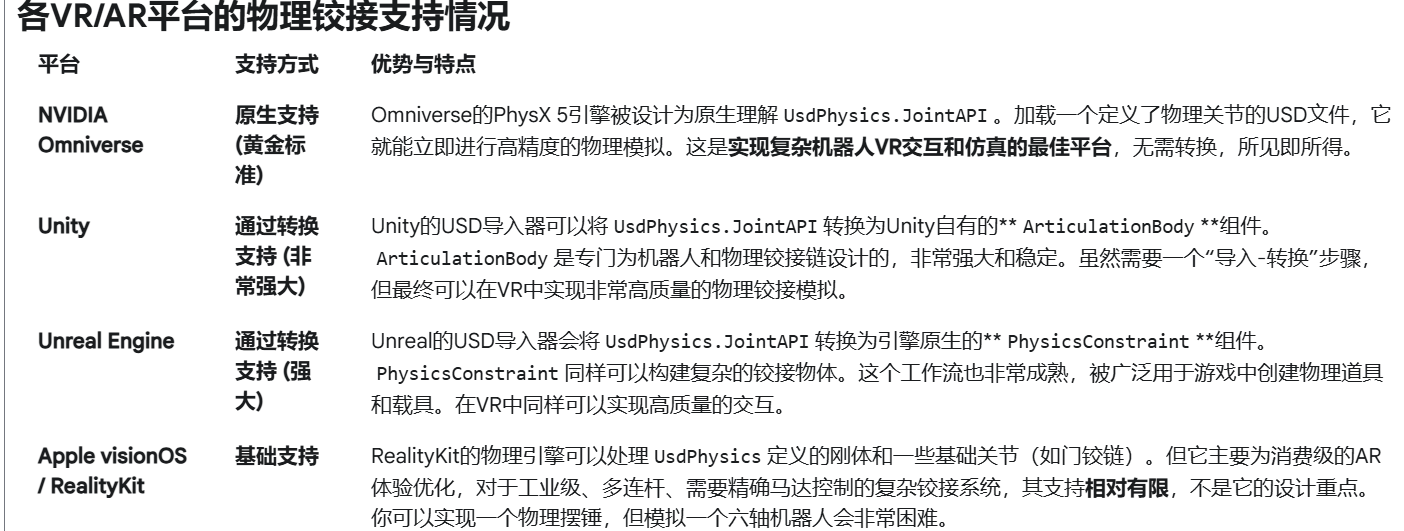 各VR/AR平台的物理铰接支持情况
平台 支持方式 优势与特点
NVIDIA Omniverse 原生支持 (黄金标准) Omniverse的PhysX 5引擎被设计为原生理解 UsdPhysics.JointAPI 。加载一个定义了物理关节的USD文件，它
就能立即进行高精度的物理模拟。这是实现复杂机器人VR交互和仿真的最佳平台，无需转换，所见即所得。
Unity 通过转换支持 (非常强大) Unity的USD导入器可以将 UsdPhysics.JointAPI 转换为Unity自有的** ArticulationBody **组件。
ArticulationBody 是专门为机器人和物理铰接链设计的，非常强大和稳定。虽然需要一个“导入-转换”步骤，
但最终可以在VR中实现非常高质量的物理铰接模拟。
Unreal Engine 通过转换支持 (强大) Unreal的USD导入器会将 UsdPhysics.JointAPI 转换为引擎原生的** PhysicsConstraint **组件。
PhysicsConstraint 同样可以构建复杂的铰接物体。这个工作流也非常成熟，被广泛用于游戏中创建物理道具
和载具。在VR中同样可以实现高质量的交互。
Apple visionOS / RealityKit 基础支持 RealityKit的物理引擎可以处理 UsdPhysics 定义的刚体和一些基础关节（如门铰链）。但它主要为消费级的AR
体验优化，对于工业级、多连杆、需要精确马达控制的复杂铰接系统，其支持相对有限，不是它的设计重点。
你可以实现一个物理摆锤，但模拟一个六轴机器人会非常困难。